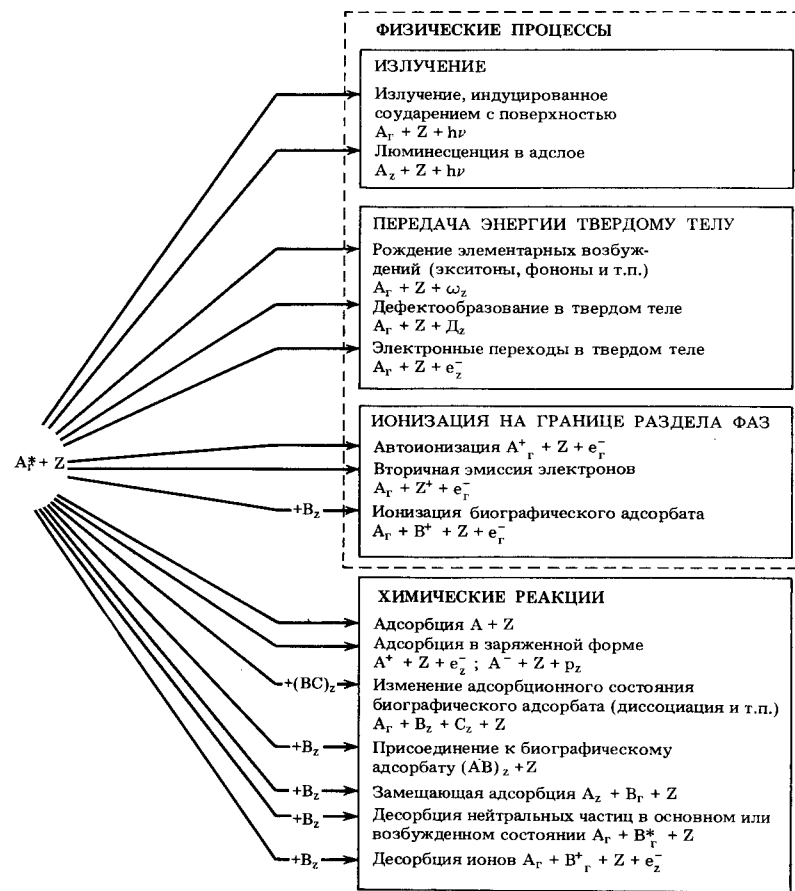 ФИЗИЧЕСКИЕ ПРОЦЕССЫ
ИЗЛУЧЕНИЕ
Излучение, индуцированное
соударением с поверхностью
Aг + Z + hν
Люминесценция в адслое
Az + Z + hν
ПЕРЕДАЧА ЭНЕРГИИ ТВЕРДОМУ ТЕЛУ
Рождение элементарных возбуж-
дений (экситоны, фононы и т.п.)
Aг + Z + ωz
Дефектообразование в твердом теле
Aг + Z + Дz
Электронные переходы в твердом теле
Aг + Z + e⁻z
Aг* + Z
ИОНИЗАЦИЯ НА ГРАНИЦЕ РАЗДЕЛА ФАЗ
Автоионизация A⁺г + Z + e⁻г
Вторичная эмиссия электронов
Aг + Z⁺ + e⁻г
+Bz
Ионизация биографического адсорбата
Aг + B⁺ + Z + e⁻г
ХИМИЧЕСКИЕ РЕАКЦИИ
Адсорбция A + Z
Адсорбция в заряженной форме
A⁺ + Z + e⁻z ; A⁻ + Z + pz
+(BC)z
Изменение адсорбционного состояния
биографического адсорбата (диссоциация и т.п.)
Aг + Bz + Cz + Z
+Bz
Присоединение к биографическому
адсорбату (AB)z +Z
+Bz
Замещающая адсорбция Az + Bг + Z
+Bz
Десорбция нейтральных частиц в основном или
возбужденном состоянии Aг + B*г + Z
+Bz
Десорбция ионов Aг + B⁺г + Z + e⁻z